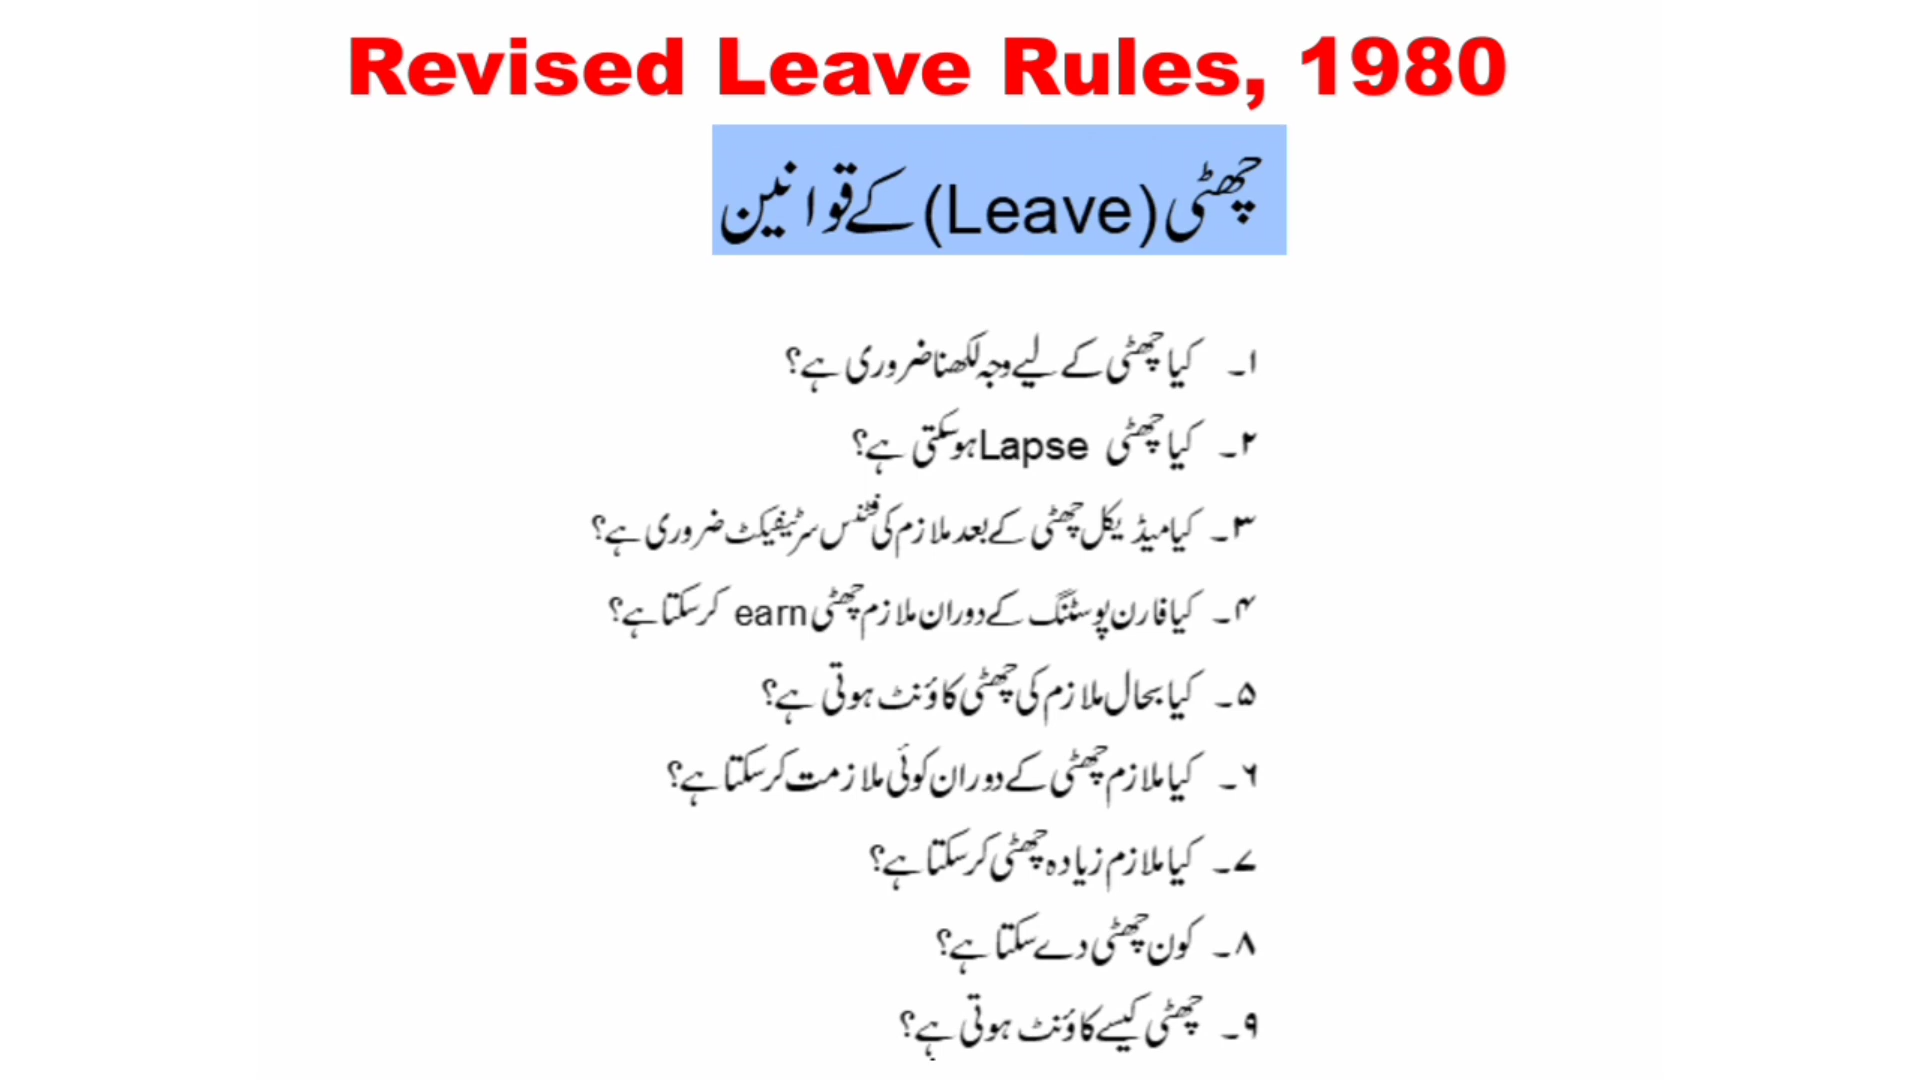 Revised Leave Rules, 1980
چھٹی (Leave) کے قوانین
۱۔ کیا چھٹی کے لیے وجہ لکھنا ضروری ہے؟
۲۔ کیا چھٹی Lapse ہو سکتی ہے؟
۳۔ کیا میڈیکل چھٹی کے بعد ملازم کی فٹنس سرٹیفیکٹ ضروری ہے؟
۴۔ کیا فارن پوسٹنگ کے دوران ملازم چھٹی earn کر سکتا ہے؟
۵۔ کیا بحال ملازم کی چھٹی کاؤنٹ ہوتی ہے؟
۶۔ کیا ملازم چھٹی کے دوران کوئی ملازمت کر سکتا ہے؟
۷۔ کیا ملازم زیادہ چھٹی کر سکتا ہے؟
۸۔ کون چھٹی دے سکتا ہے؟
۹۔ چھٹی کیسے کاؤنٹ ہوتی ہے؟